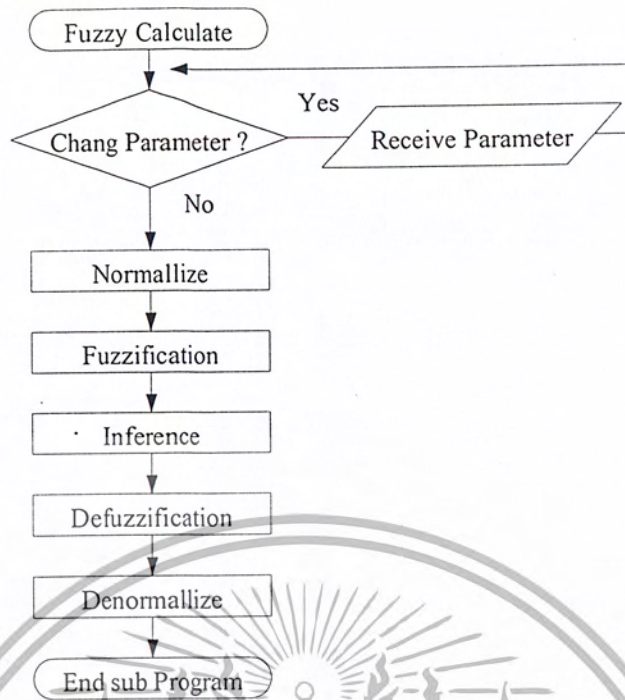 Fuzzy Calculate
Chang Parameter ?
Yes
Receive Parameter
No
Normallize
Fuzzification
Inference
Defuzzification
Denormallize
End sub Program